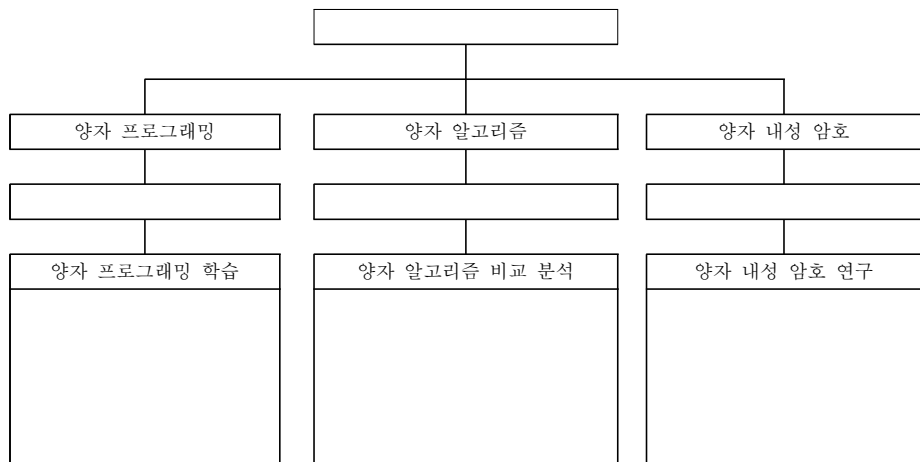 양자 프로그래밍
양자 알고리즘
양자 내성 암호
양자 프로그래밍 학습
양자 알고리즘 비교 분석
양자 내성 암호 연구